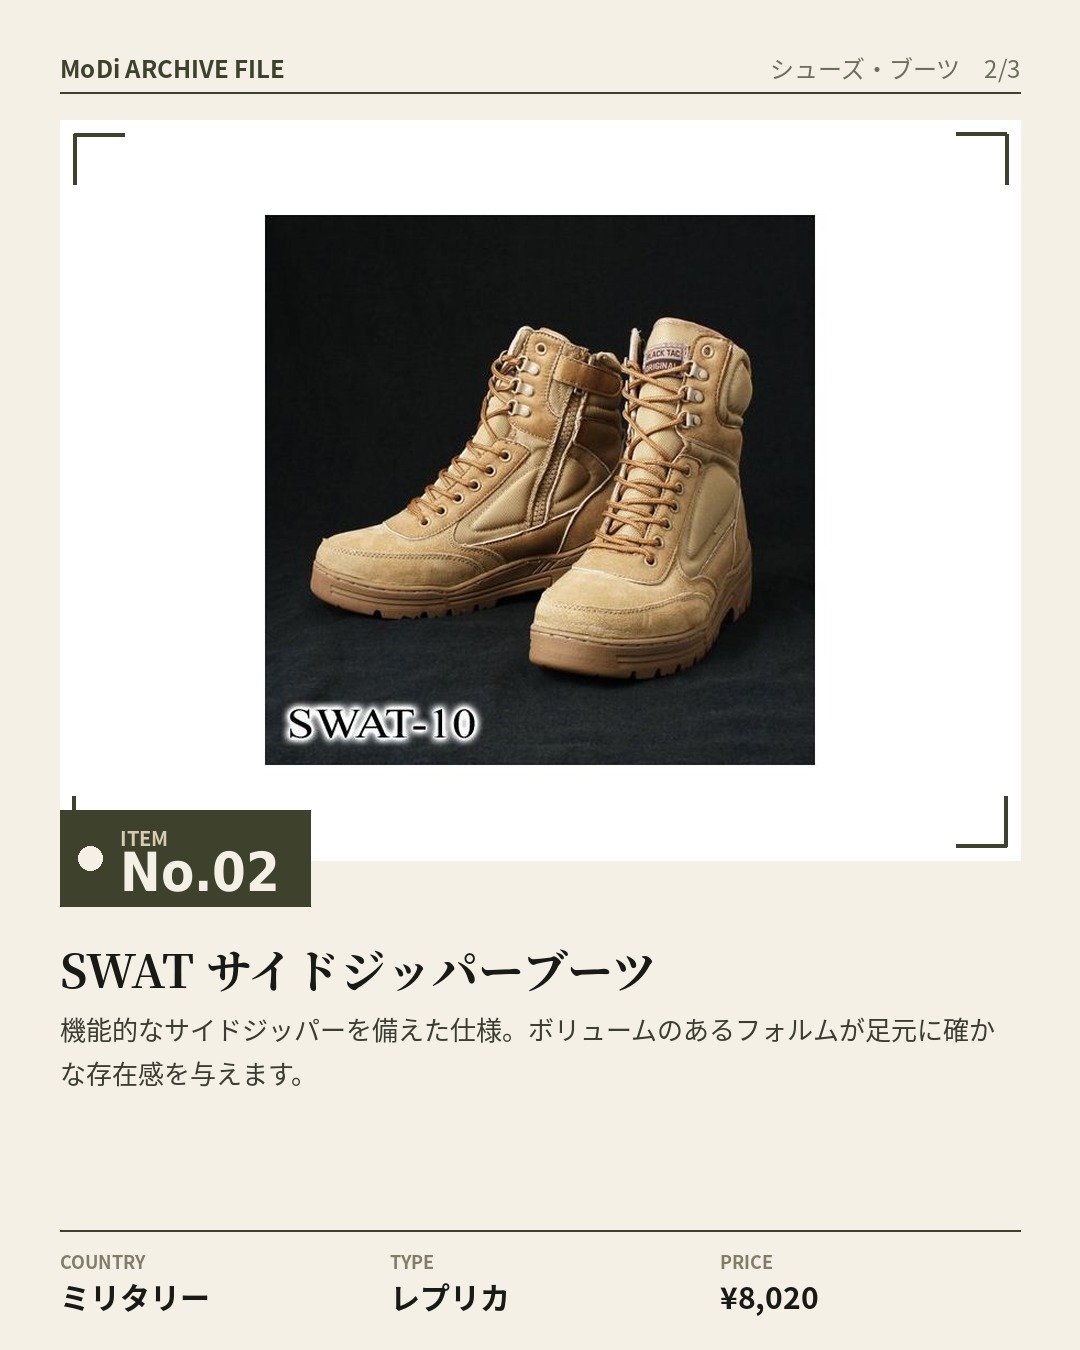 MoDi ARCHIVE FILE
シューズ・ブーツ 2/3
BLACK TAC
ORIGINAL
SWAT-10
ITEM
No.02
SWAT サイドジッパーブーツ
機能的なサイドジッパーを備えた仕様。ボリュームのあるフォルムが足元に確か
な存在感を与えます。
COUNTRY
ミリタリー
TYPE
レプリカ
PRICE
¥8,020